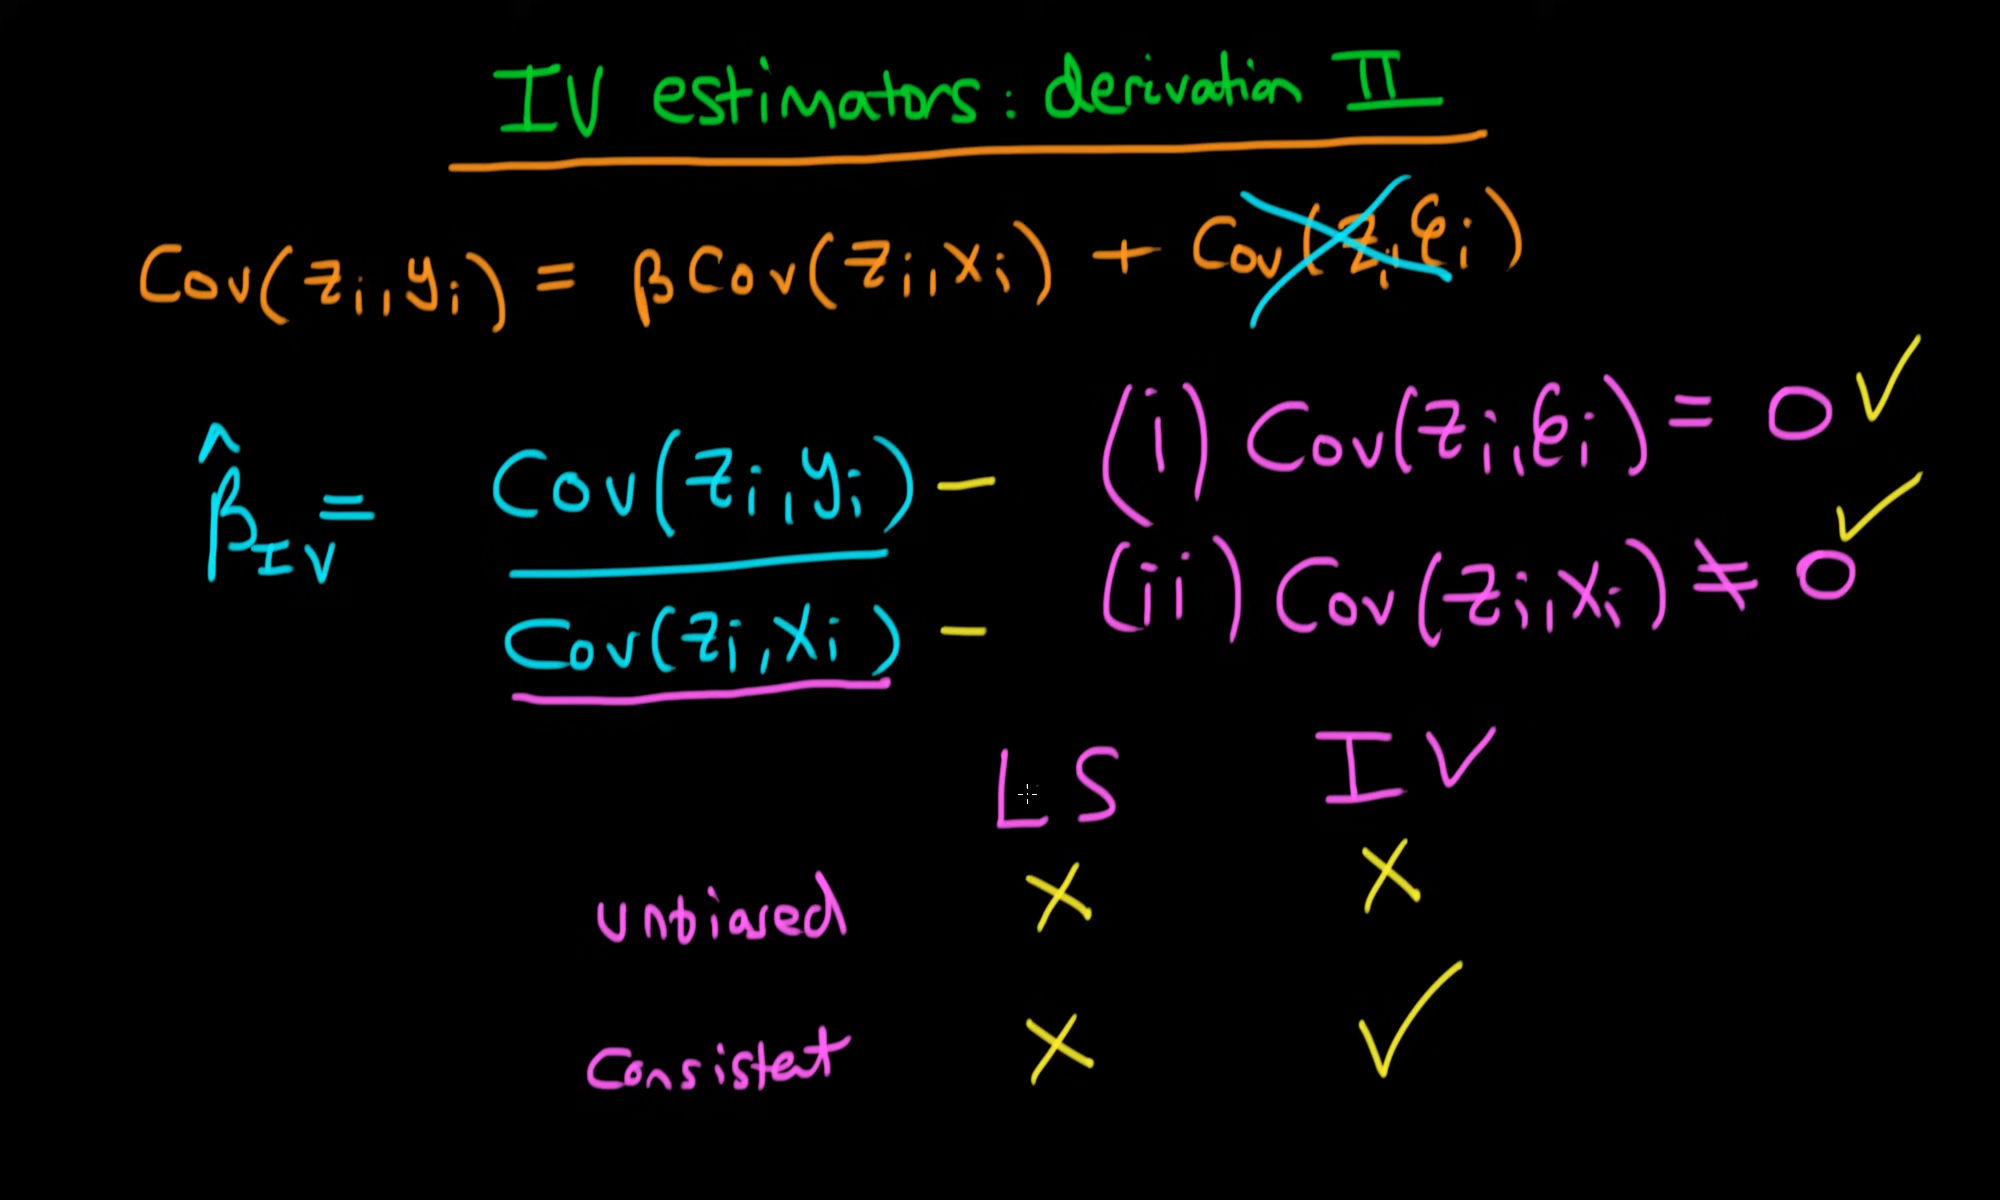 IV estimators: derivation II
Cov(zi,yi) = βCov(zi,xi) + Cov(zi,ϵi)
β̂IV = Cov(zi,yi) –
Cov(zi,xi) –
(i) Cov(zi,ϵi) = 0 ✓
(ii) Cov(zi,xi) ≠ 0 ✓
LS IV
unbiased X X
Consistent X ✓